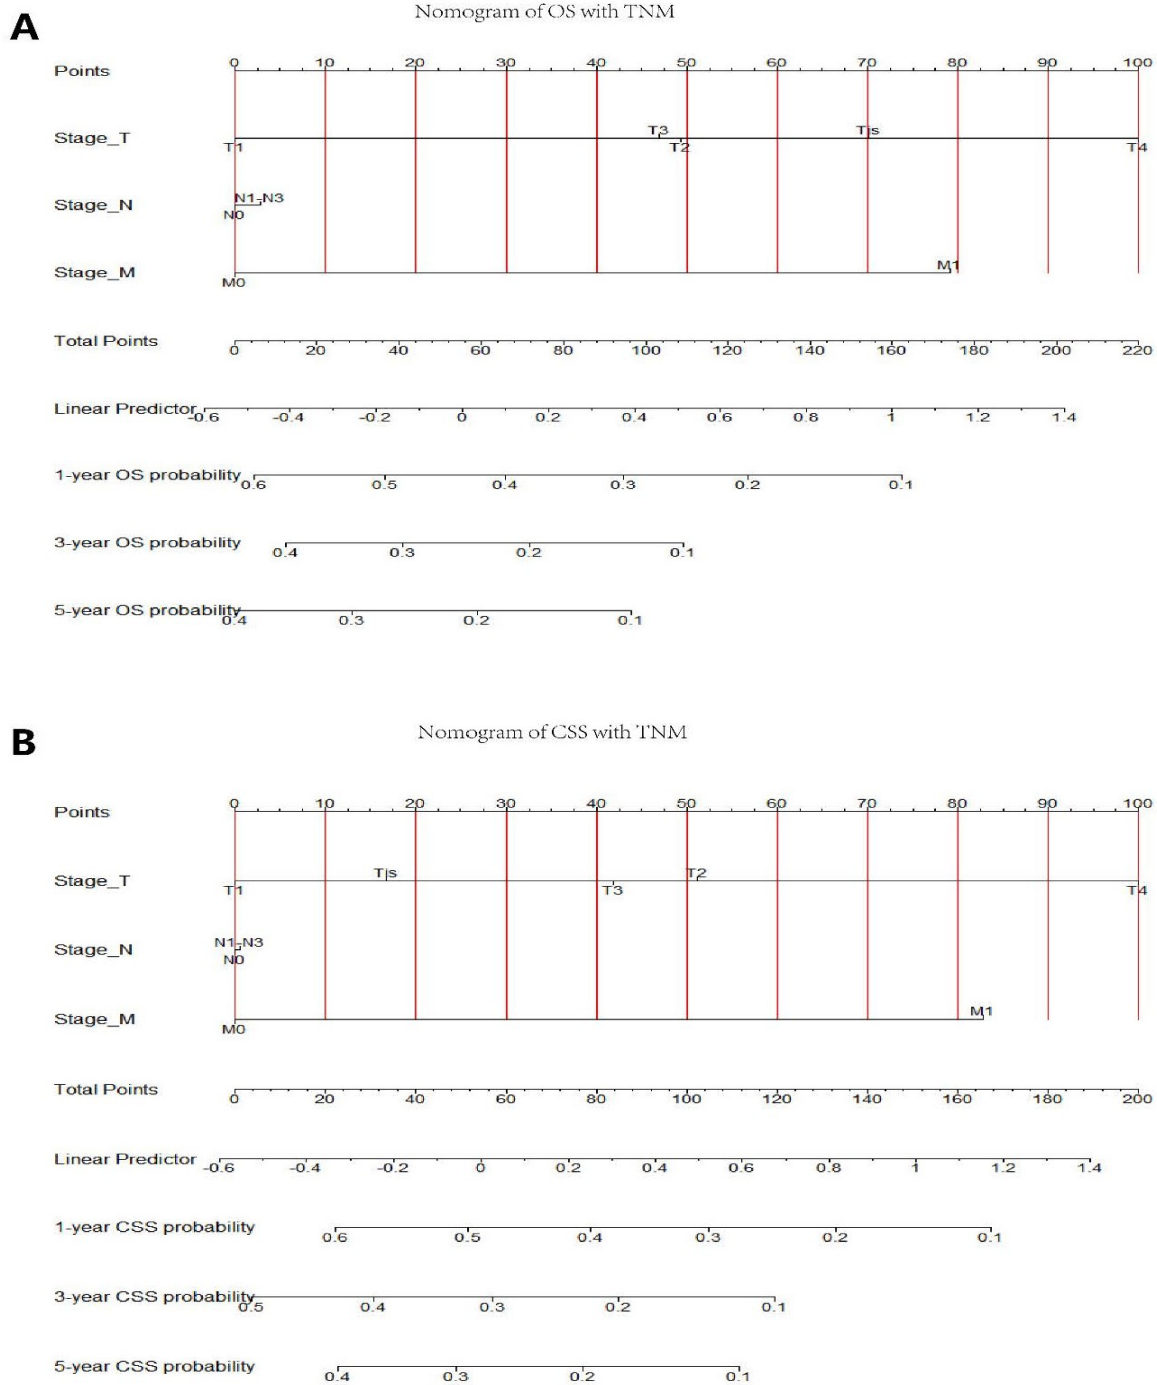 Nomogram of OS with TNM
A
Points 0 10 20 30 40 50 60 70 80 90 100
T3 Tis
Stage_T
T1 T2 T4
N1-N3
Stage_N
N0
M1
Stage_M
M0
Total Points
0 20 40 60 80 100 120 140 160 180 200 220
Linear Predictor
-0.6 -0.4 -0.2 0 0.2 0.4 0.6 0.8 1 1.2 1.4
1-year OS probability
0.6 0.5 0.4 0.3 0.2 0.1
3-year OS probability
0.4 0.3 0.2 0.1
5-year OS probability
0.4 0.3 0.2 0.1
Nomogram of CSS with TNM
B
Points 0 10 20 30 40 50 60 70 80 90 100
Tis T2
Stage_T
T1 T3 T4
N1-N3
Stage_N
N0
M1
Stage_M
M0
Total Points
0 20 40 60 80 100 120 140 160 180 200
Linear Predictor
-0.6 -0.4 -0.2 0 0.2 0.4 0.6 0.8 1 1.2 1.4
1-year CSS probability
0.6 0.5 0.4 0.3 0.2 0.1
3-year CSS probability
0.5 0.4 0.3 0.2 0.1
5-year CSS probability
0.4 0.3 0.2 0.1